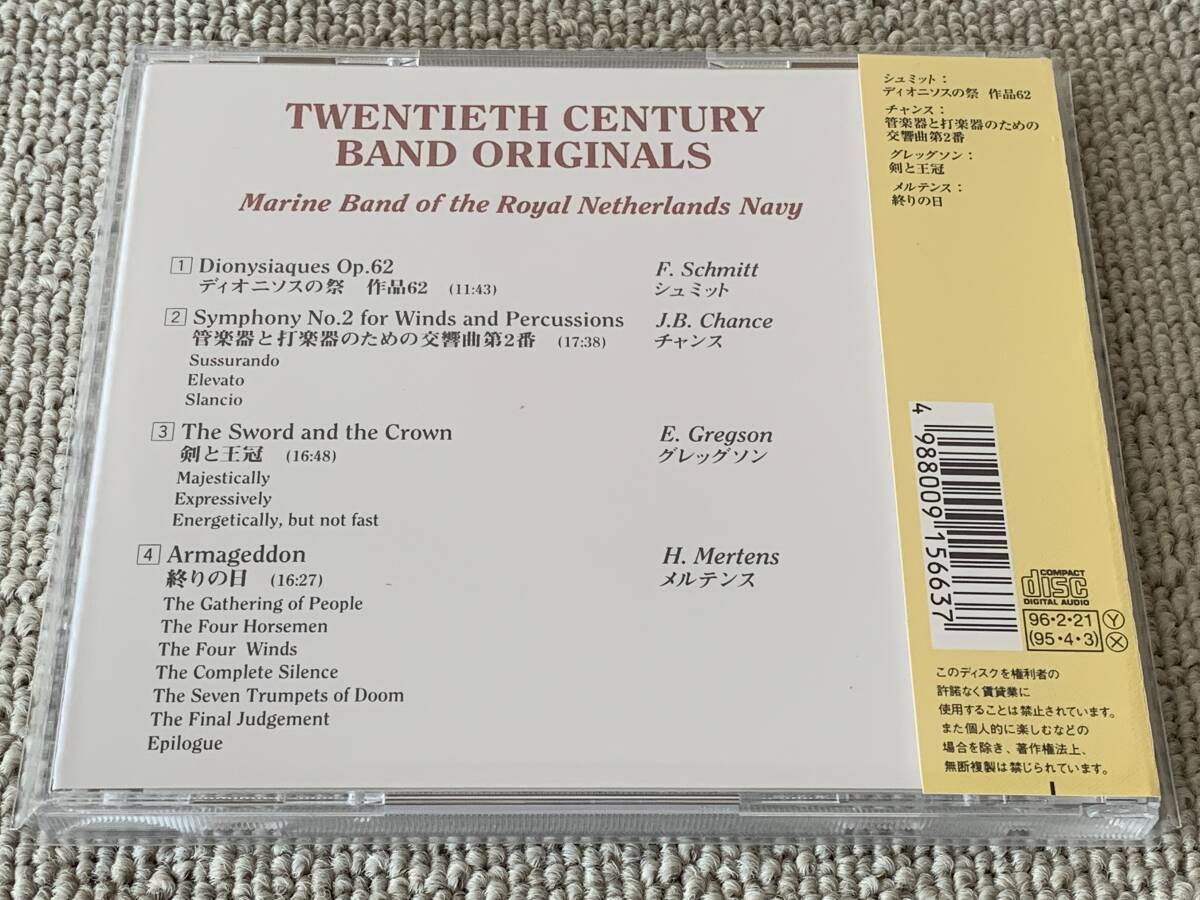 TWENTIETH CENTURY
BAND ORIGINALS
Marine Band of the Royal Netherlands Navy
1 Dionysiaques Op.62 F. Schmitt
ディオニソスの祭 作品62 (11:43) シュミット
2 Symphony No.2 for Winds and Percussions J.B. Chance
管楽器と打楽器のための交響曲第2番 (17:38) チャンス
Sussurando
Elevato
Slancio
3 The Sword and the Crown E. Gregson
剣と王冠 (16:48) グレッグソン
Majestically
Expressively
Energetically, but not fast
4 Armageddon H. Mertens
終りの日 (16:27) メルテンス
The Gathering of People
The Four Horsemen
The Four Winds
The Complete Silence
The Seven Trumpets of Doom
The Final Judgement
Epilogue
シュミット:
ディオニソスの祭 作品62
チャンス:
管楽器と打楽器のための
交響曲第2番
グレッグソン:
剣と王冠
メルテンス:
終りの日
4 988009 156637
COMPACT
disc
DIGITAL AUDIO
96・2・21 Y
(95・4・3) X
このディスクを権利者の
許諾なく賃貸業に
使用することは禁止されています。
また個人的に楽しむなどの
場合を除き、著作権法上、
無断複製は禁じられています。